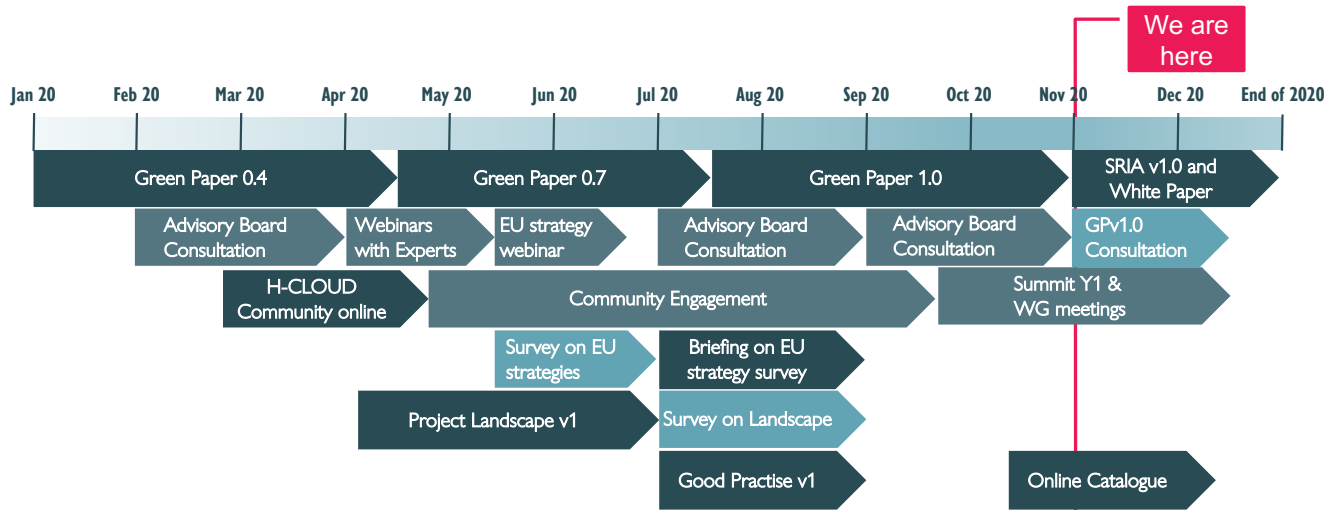 We are
here
Jan 20 Feb 20 Mar 20 Apr 20 May 20 Jun 20 Jul 20 Aug 20 Sep 20 Oct 20 Nov 20 Dec 20 End of 2020
Green Paper 0.4
Green Paper 0.7
Green Paper 1.0
SRIA v1.0 and
White Paper
Advisory Board
Consultation
Webinars
with Experts
EU strategy
webinar
Advisory Board
Consultation
Advisory Board
Consultation
GPv1.0
Consultation
H-CLOUD
Community online
Community Engagement
Summit Y1 &
WG meetings
Survey on EU
strategies
Briefing on EU
strategy survey
Project Landscape v1
Survey on Landscape
Good Practise v1
Online Catalogue